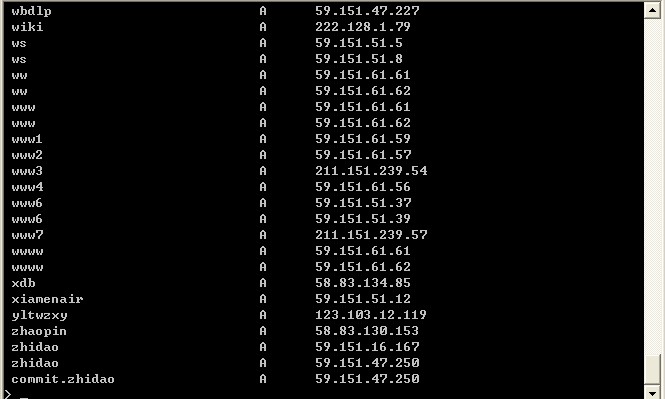 wbdlp A 59.151.47.227
wiki A 222.128.1.79
ws A 59.151.51.5
ws A 59.151.51.8
ww A 59.151.61.61
ww A 59.151.61.62
www A 59.151.61.61
www A 59.151.61.62
www1 A 59.151.61.59
www2 A 59.151.61.57
www3 A 211.151.239.54
www4 A 59.151.61.56
www6 A 59.151.51.37
www6 A 59.151.51.39
www7 A 211.151.239.57
wwww A 59.151.61.61
wwww A 59.151.61.62
xdb A 58.83.134.85
xiamenair A 59.151.51.12
yltwzxy A 123.103.12.119
zhaopin A 58.83.130.153
zhidao A 59.151.16.167
zhidao A 59.151.47.250
commit.zhidao A 59.151.47.250
> _